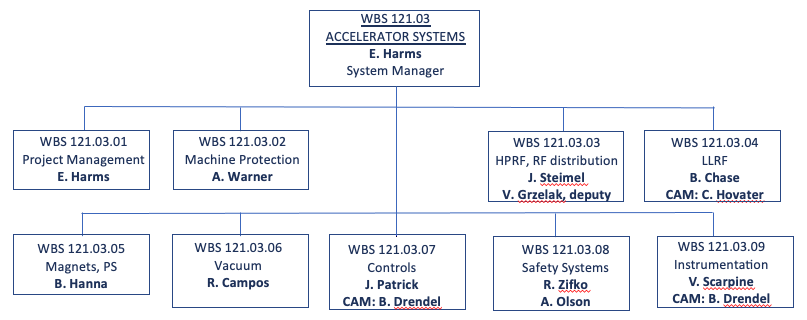 WBS 121.03
ACCELERATOR SYSTEMS
E. Harms
System Manager
WBS 121.03.01
Project Management
E. Harms
WBS 121.03.02
Machine Protection
A. Warner
WBS 121.03.03
HPRF, RF distribution
J. Steimel
V. Grzelak, deputy
WBS 121.03.04
LLRF
B. Chase
CAM: C. Hovater
WBS 121.03.05
Magnets, PS
B. Hanna
WBS 121.03.06
Vacuum
R. Campos
WBS 121.03.07
Controls
J. Patrick
CAM: B. Drendel
WBS 121.03.08
Safety Systems
R. Zifko
A. Olson
WBS 121.03.09
Instrumentation
V. Scarpine
CAM: B. Drendel